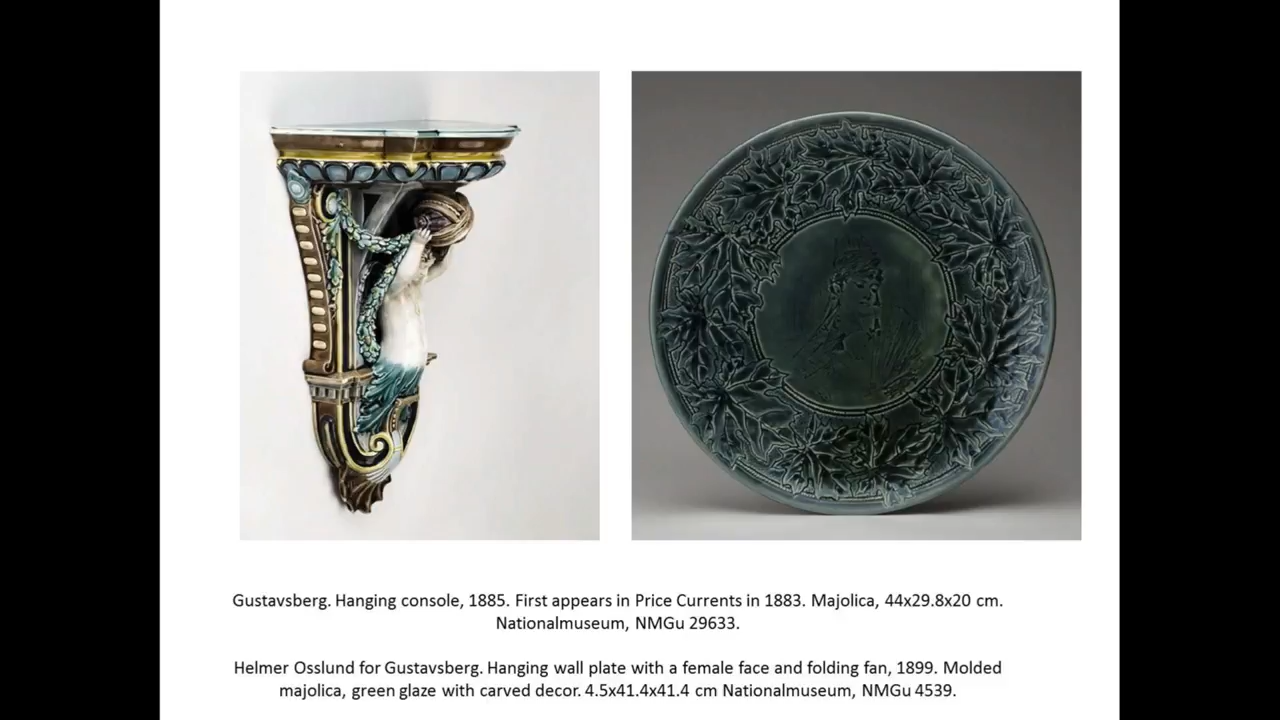 Gustavsberg. Hanging console, 1885. First appears in Price Currents in 1883. Majolica, 44x29.8x20 cm.
Nationalmuseum, NMGu 29633.
Helmer Osslund for Gustavsberg. Hanging wall plate with a female face and folding fan, 1899. Molded
majolica, green glaze with carved decor. 4.5x41.4x41.4 cm Nationalmuseum, NMGu 4539.